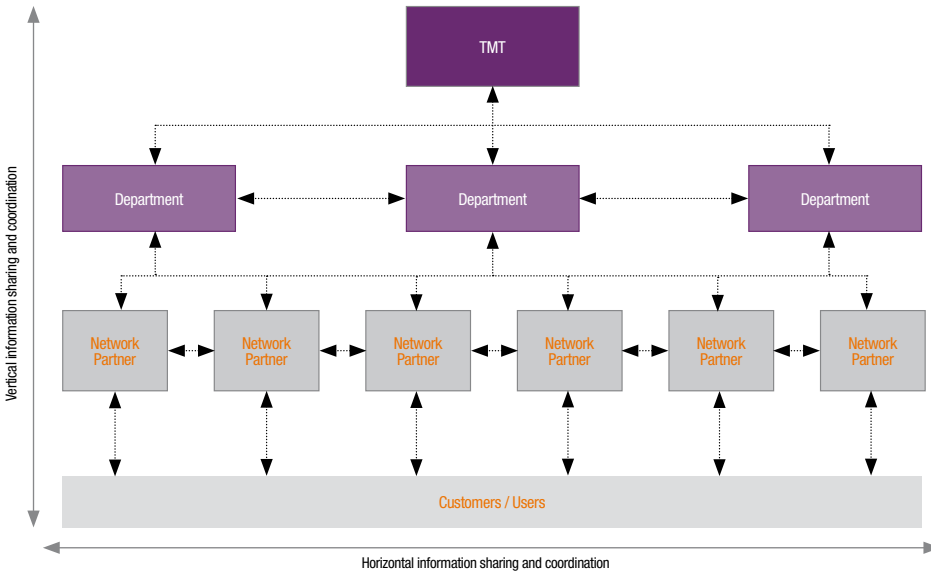 TMT
Vertical information sharing and coordination
Department
Department
Department
Network
Partner
Network
Partner
Network
Partner
Network
Partner
Network
Partner
Network
Partner
Customers / Users
Horizontal information sharing and coordination